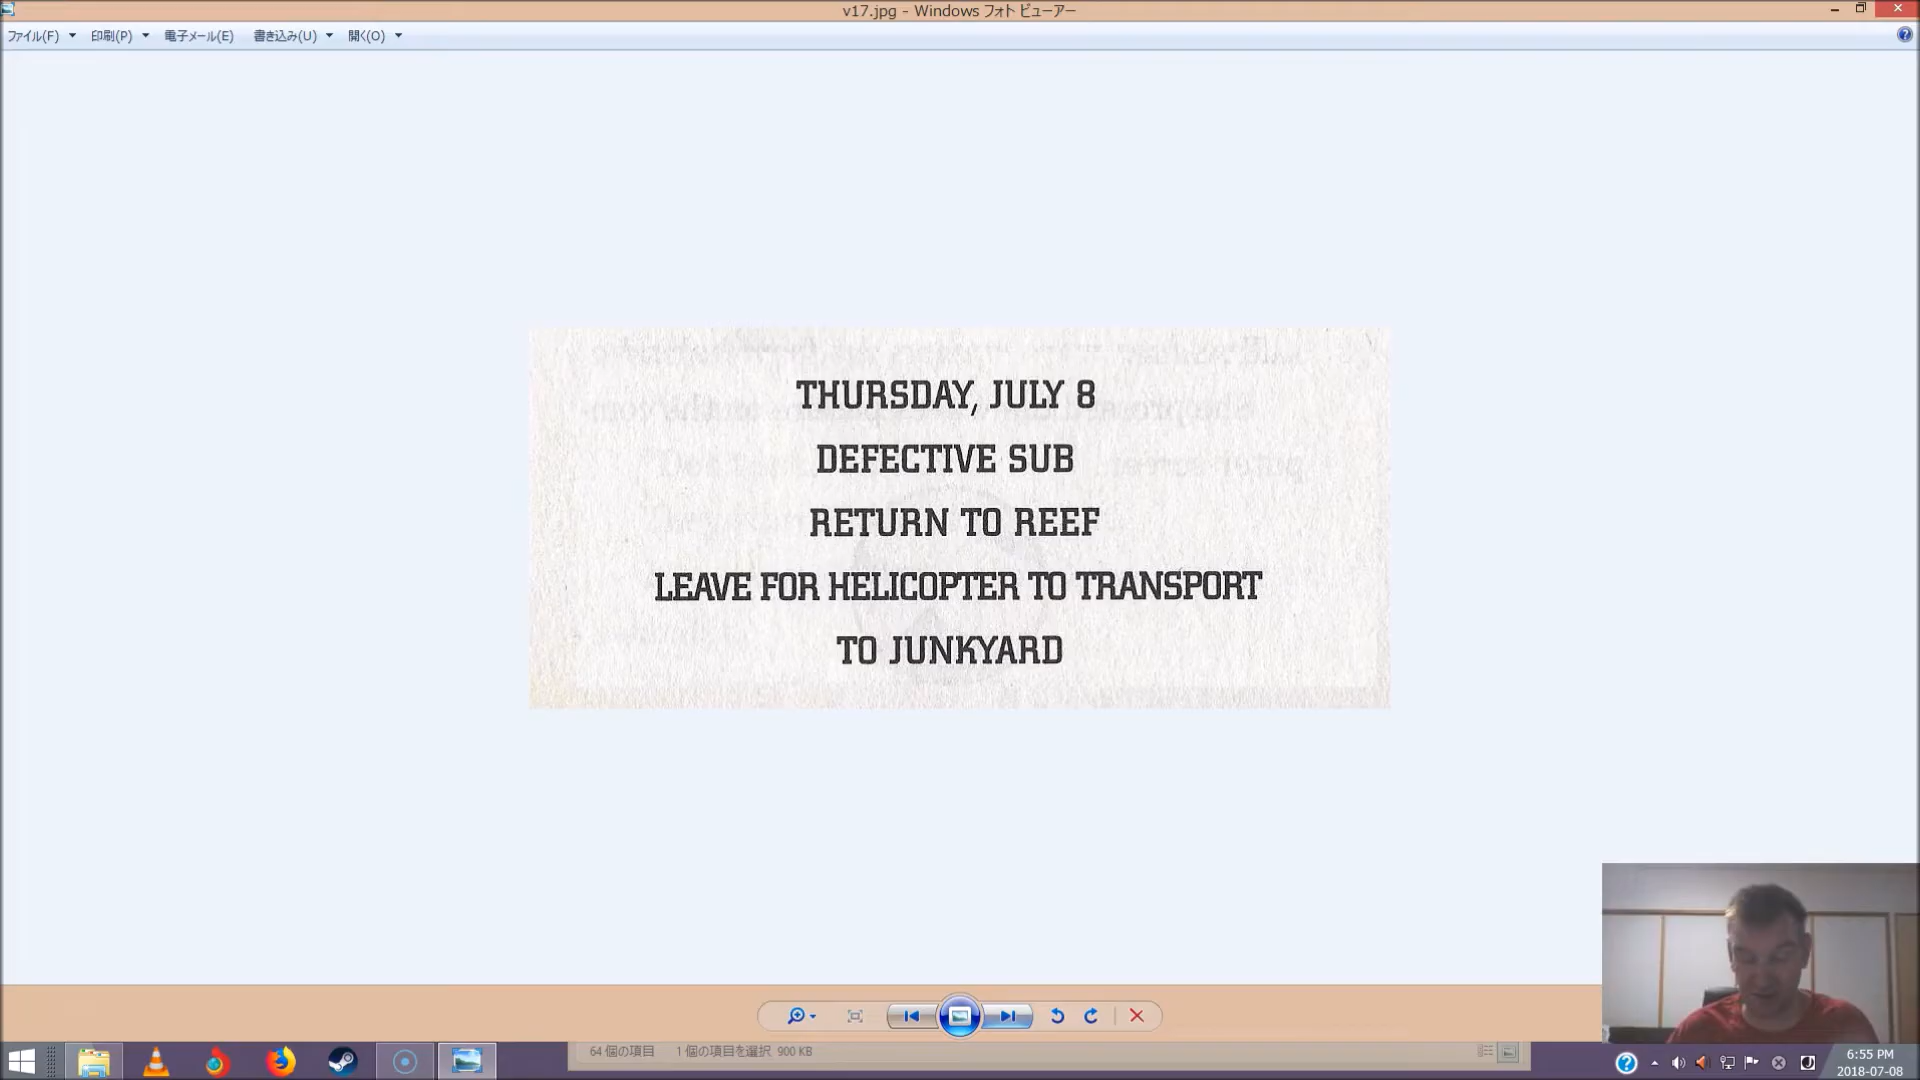 v17.jpg - Windows フォト ビューアー
ファイル(F) 印刷(P) 電子メール(E) 書き込み(U) 開く(O)
THURSDAY, JULY 8
DEFECTIVE SUB
RETURN TO REEF
LEAVE FOR HELICOPTER TO TRANSPORT
TO JUNKYARD
64 個の項目 1 個の項目を選択 900 KB
6:55 PM
2018-07-08